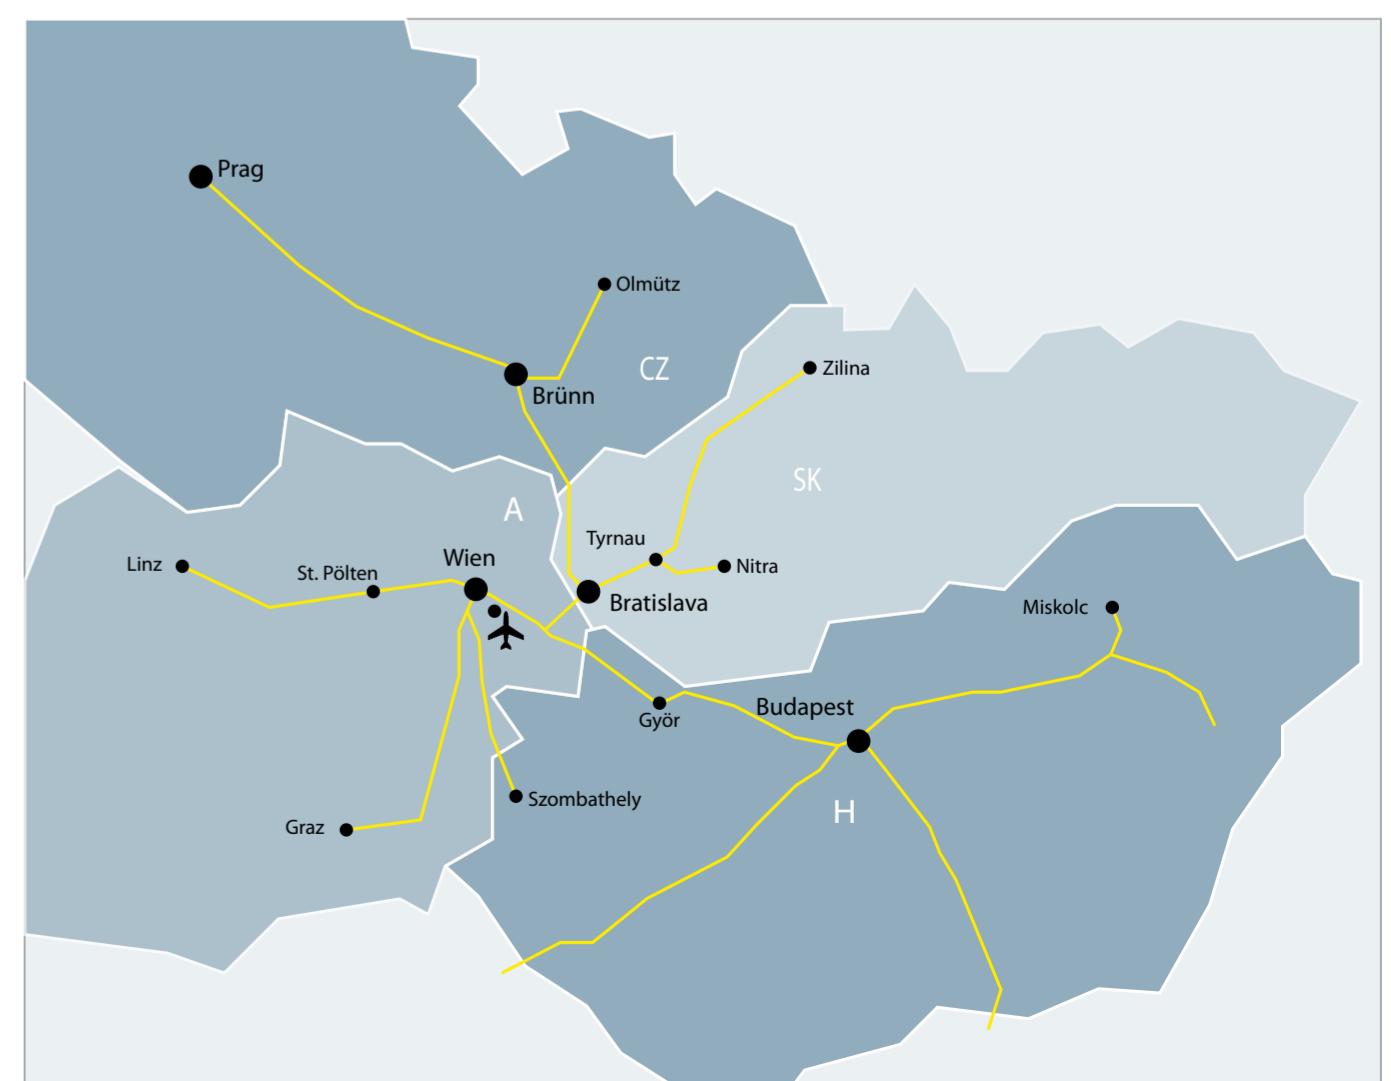 Prag
Olmütz
CZ
Zilina
Brünn
SK
A
Tyrnau
Wien
Linz
St. Pölten
Nitra
Bratislava
Miskolc
Budapest
Györ
Szombathely
H
Graz